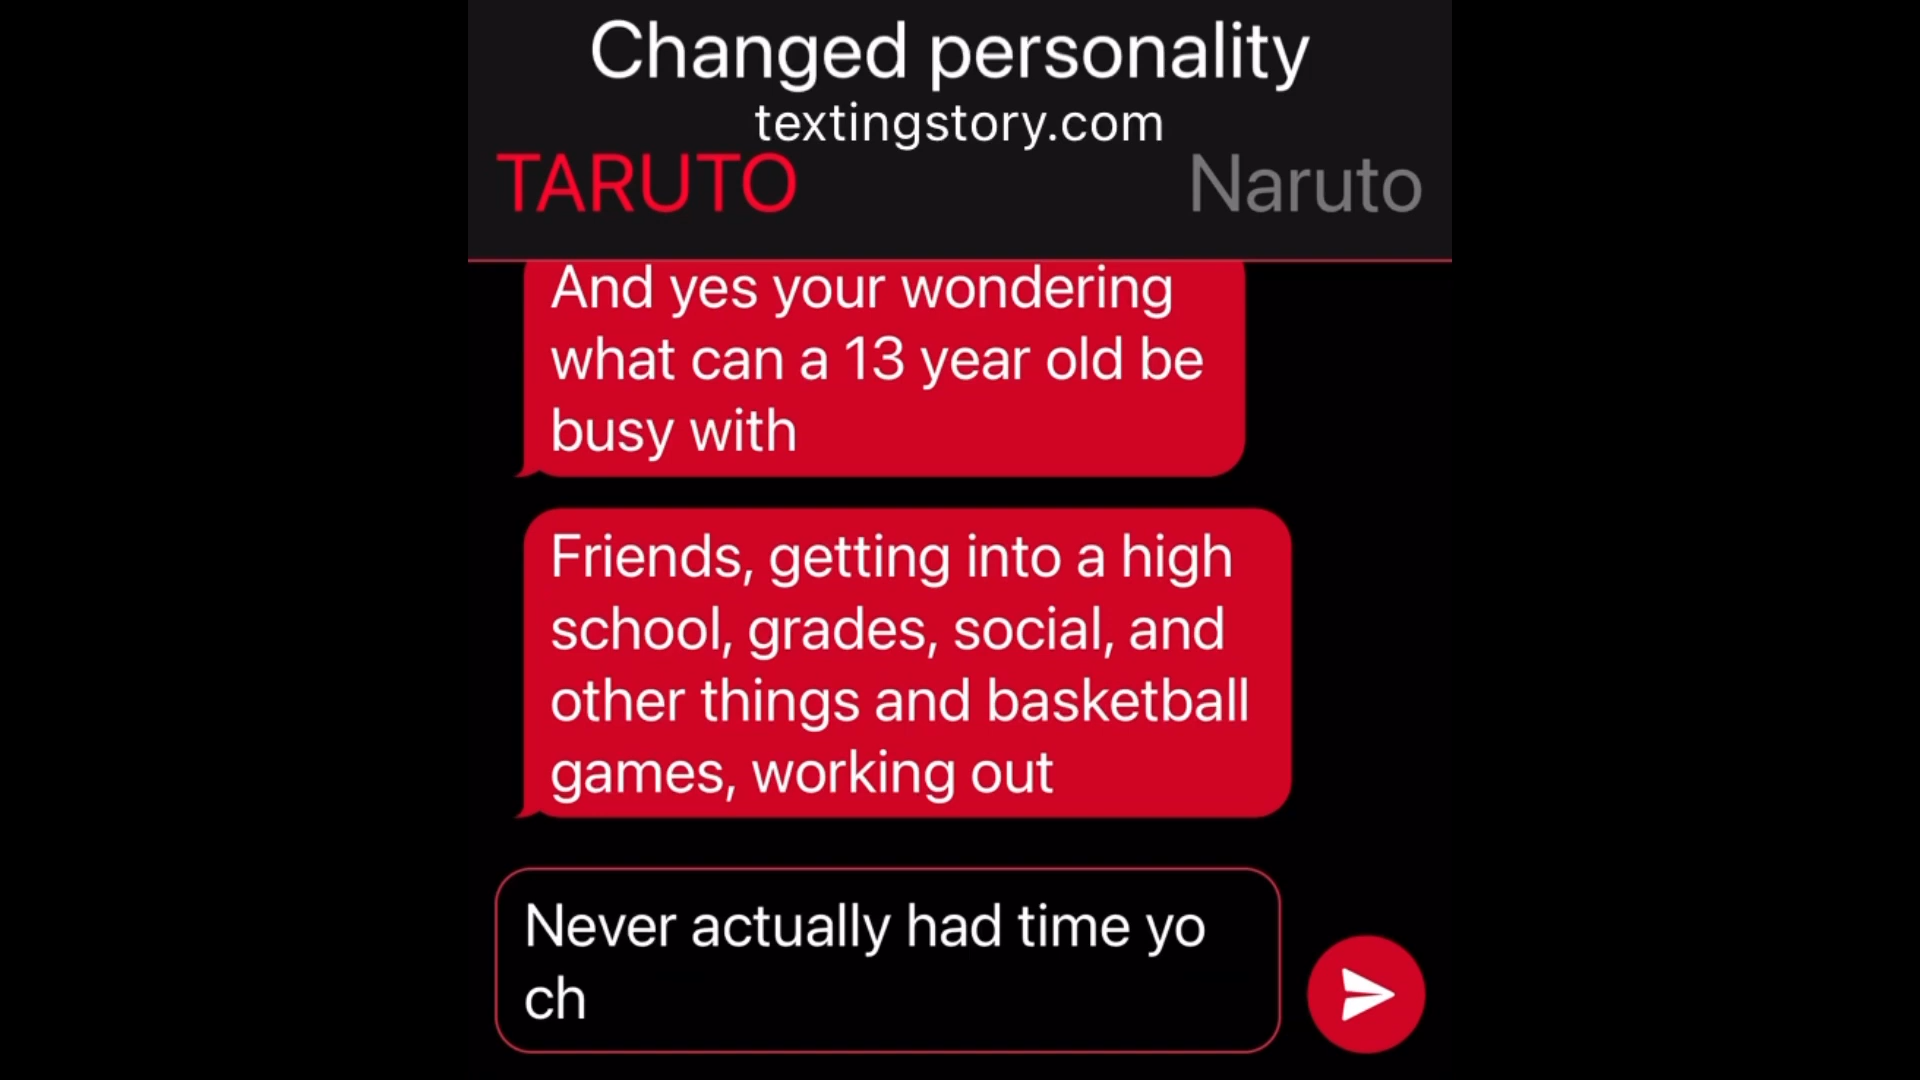 Changed personality
textingstory.com
TARUTO
Naruto
And yes your wondering
what can a 13 year old be
busy with
Friends, getting into a high
school, grades, social, and
other things and basketball
games, working out
Never actually had time yo
ch